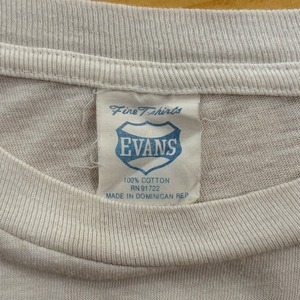 Fine T-shirts
EVANS
100% COTTON
RN 91722
MADE IN DOMINICAN REP.